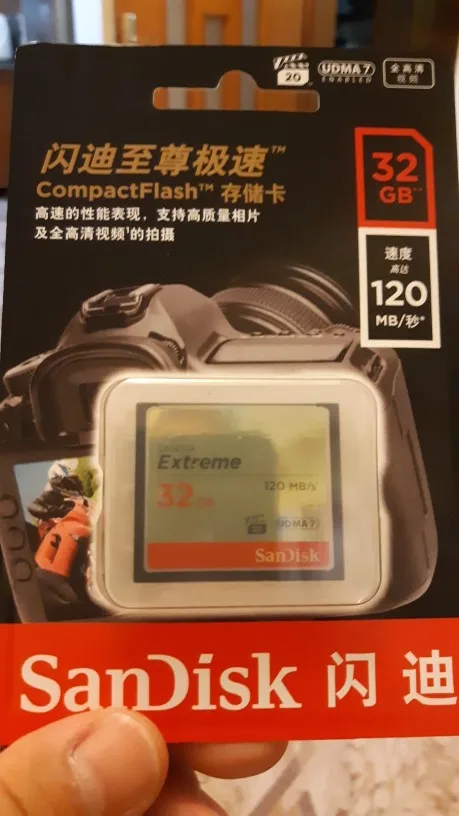 20
UDMA 7
ENABLED
全高清
视频
闪迪至尊极速™
CompactFlash™ 存储卡
高速的性能表现，支持高质量相片
及全高清视频¹的拍摄
32
GB**
速度
高达
120
MB/秒*
SanDisk
Extreme
32 GB
120 MB/s
20
UDMA 7
SanDisk
SanDisk 闪迪